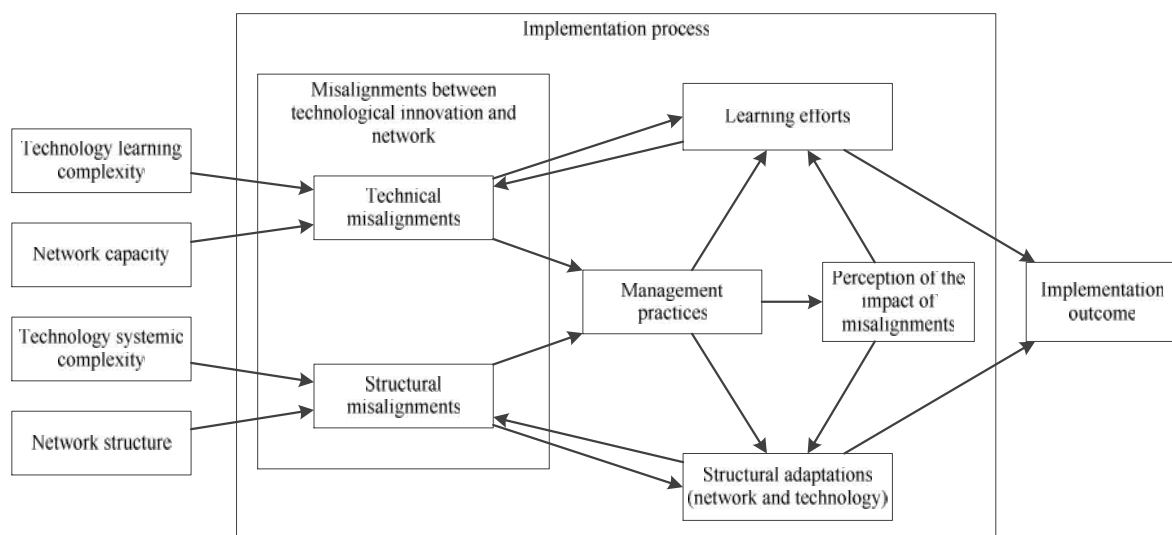 Implementation process
Misalignments between
technological innovation and
network
Technology learning
complexity
Network capacity
Technology systemic
complexity
Network structure
Technical
misalignments
Structural
misalignments
Management
practices
Learning efforts
Perception of the
impact of
misalignments
Structural adaptations
(network and technology)
Implementation
outcome